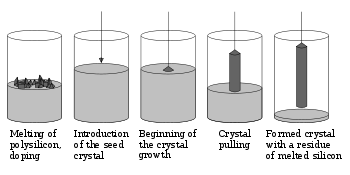 Melting of
polysilicon,
doping
Introduction
of the seed
crystal
Beginning of
the crystal
growth
Crystal
pulling
Formed crystal
with a residue
of melted silicon